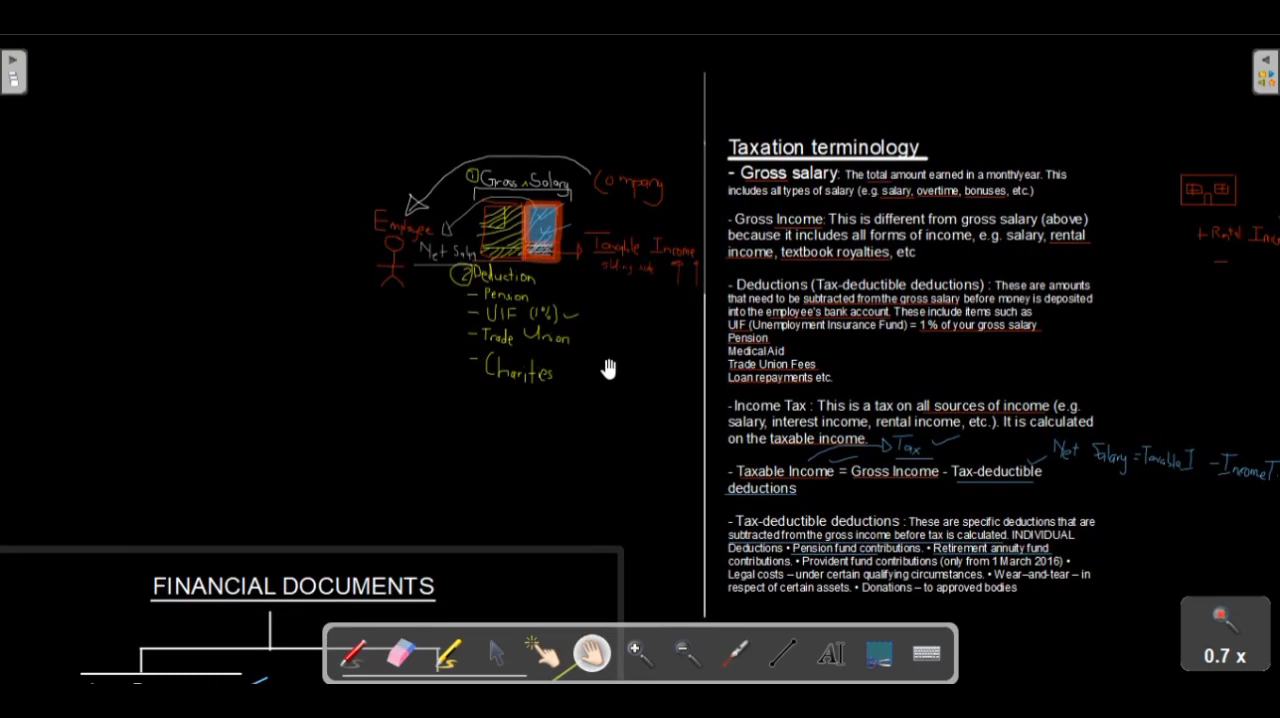 ① Gross Salary
Company
Employee
Net Salary
Taxable Income
② Deduction
- Pension
- UIF (1%)
- Trade Union
- Charites
Taxation terminology
- Gross salary: The total amount earned in a month/year. This
includes all types of salary (e.g. salary, overtime, bonuses, etc.)
- Gross Income: This is different from gross salary (above)
because it includes all forms of income, e.g. salary, rental
income, textbook royalties, etc
- Deductions (Tax-deductible deductions) : These are amounts
that need to be subtracted from the gross salary before money is deposited
into the employee's bank account. These include items such as
UIF (Unemployment Insurance Fund) = 1% of your gross salary
Pension
Medical Aid
Trade Union Fees
Loan repayments etc.
- Income Tax : This is a tax on all sources of income (e.g.
salary, interest income, rental income, etc.). It is calculated
on the taxable income.
Tax
- Taxable Income = Gross Income - Tax-deductible
deductions
Net Salary = Taxable I - Income T
- Tax-deductible deductions : These are specific deductions that are
subtracted from the gross income before tax is calculated. INDIVIDUAL
Deductions • Pension fund contributions. • Retirement annuity fund
contributions. • Provident fund contributions (only from 1 March 2016) •
Legal costs – under certain qualifying circumstances. • Wear–and-tear – in
respect of certain assets. • Donations – to approved bodies
+ Rental Inc
FINANCIAL DOCUMENTS
0.7 x